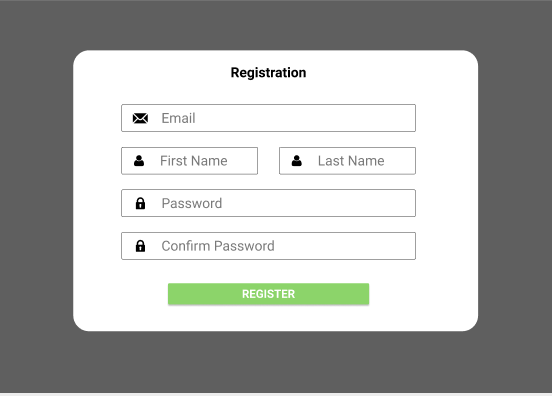 Registration
Email
First Name
Last Name
Password
Confirm Password
REGISTER